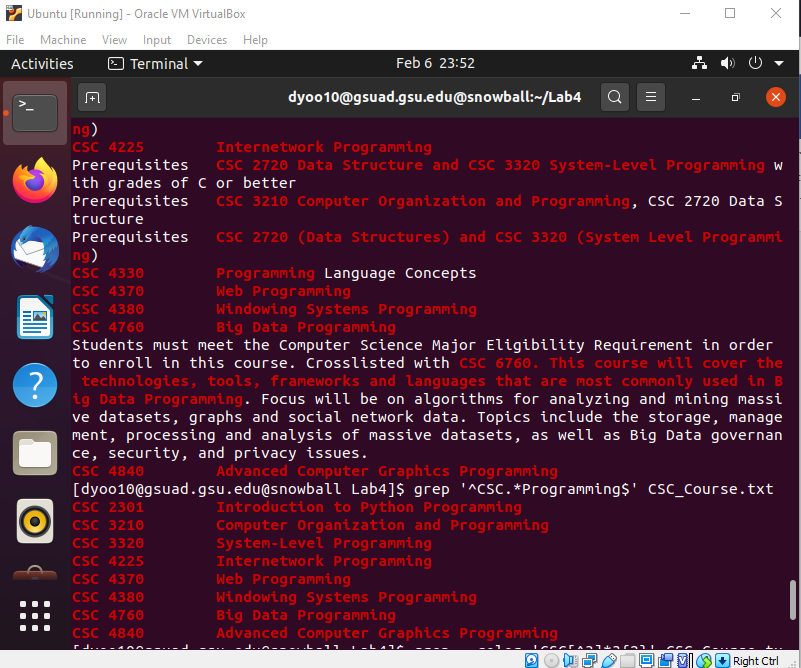 Ubuntu [Running] - Oracle VM VirtualBox
File Machine View Input Devices Help
Activities Terminal Feb 6 23:52
dyoo10@gsuad.gsu.edu@snowball:~/Lab4
ng)
CSC 4225 Internetwork Programming
Prerequisites CSC 2720 Data Structure and CSC 3320 System-Level Programming w
ith grades of C or better
Prerequisites CSC 3210 Computer Organization and Programming, CSC 2720 Data S
tructure
Prerequisites CSC 2720 (Data Structures) and CSC 3320 (System Level Programmi
ng)
CSC 4330 Programming Language Concepts
CSC 4370 Web Programming
CSC 4380 Windowing Systems Programming
CSC 4760 Big Data Programming
Students must meet the Computer Science Major Eligibility Requirement in order
to enroll in this course. Crosslisted with CSC 6760. This course will cover the
technologies, tools, frameworks and languages that are most commonly used in B
ig Data Programming. Focus will be on algorithms for analyzing and mining massi
ve datasets, graphs and social network data. Topics include the storage, manage
ment, processing and analysis of massive datasets, as well as Big Data governan
ce, security, and privacy issues.
CSC 4840 Advanced Computer Graphics Programming
[dyoo10@gsuad.gsu.edu@snowball Lab4]$ grep '^CSC.*Programming$' CSC_Course.txt
CSC 2301 Introduction to Python Programming
CSC 3210 Computer Organization and Programming
CSC 3320 System-Level Programming
CSC 4225 Internetwork Programming
CSC 4370 Web Programming
CSC 4380 Windowing Systems Programming
CSC 4760 Big Data Programming
CSC 4840 Advanced Computer Graphics Programming
[dyoo10@gsuad.gsu.edu@snowball Lab4]$
Right Ctrl